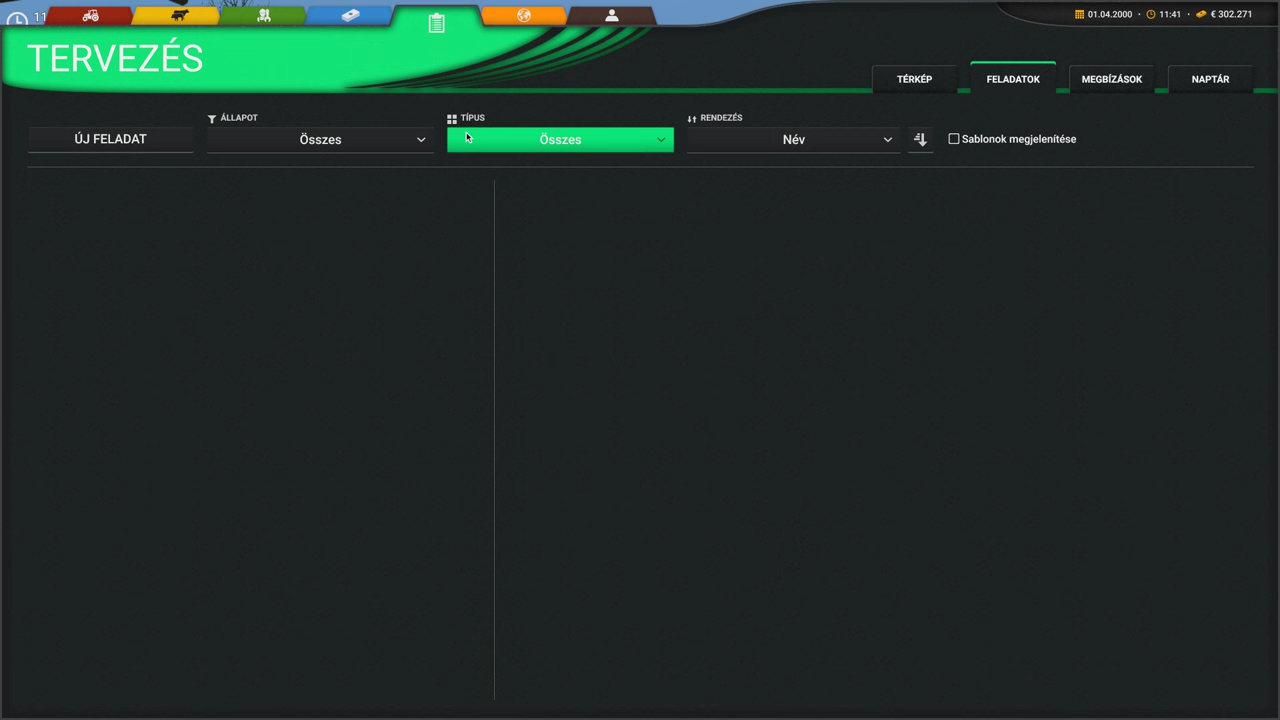 11
01.04.2000 • 11:41 • € 302.271
TERVEZÉS
TÉRKÉP
FELADATOK
MEGBÍZÁSOK
NAPTÁR
ÁLLAPOT
TÍPUS
RENDEZÉS
ÚJ FELADAT
Összes
Összes
Név
Sablonok megjelenítése